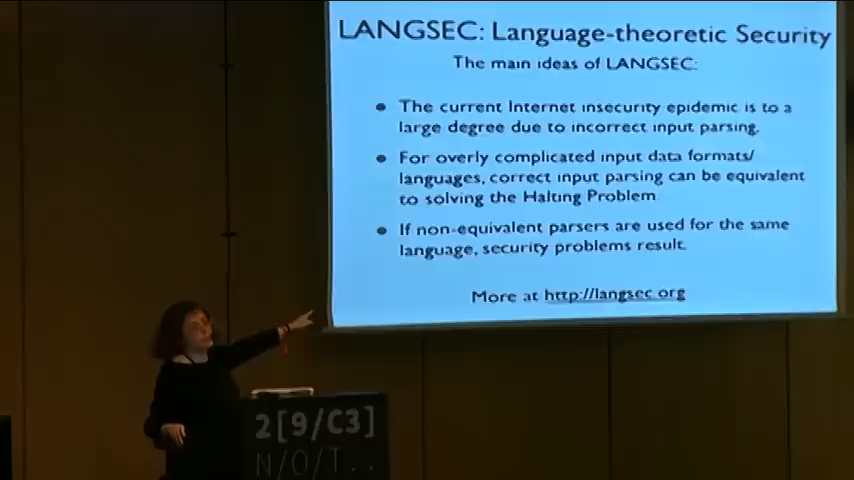 LANGSEC: Language-theoretic Security
The main ideas of LANGSEC:
• The current Internet insecurity epidemic is to a
large degree due to incorrect input parsing.
• For overly complicated input data formats/
languages, correct input parsing can be equivalent
to solving the Halting Problem.
• If non-equivalent parsers are used for the same
language, security problems result.
More at http://langsec.org
2[9/C3]
N/O/T...